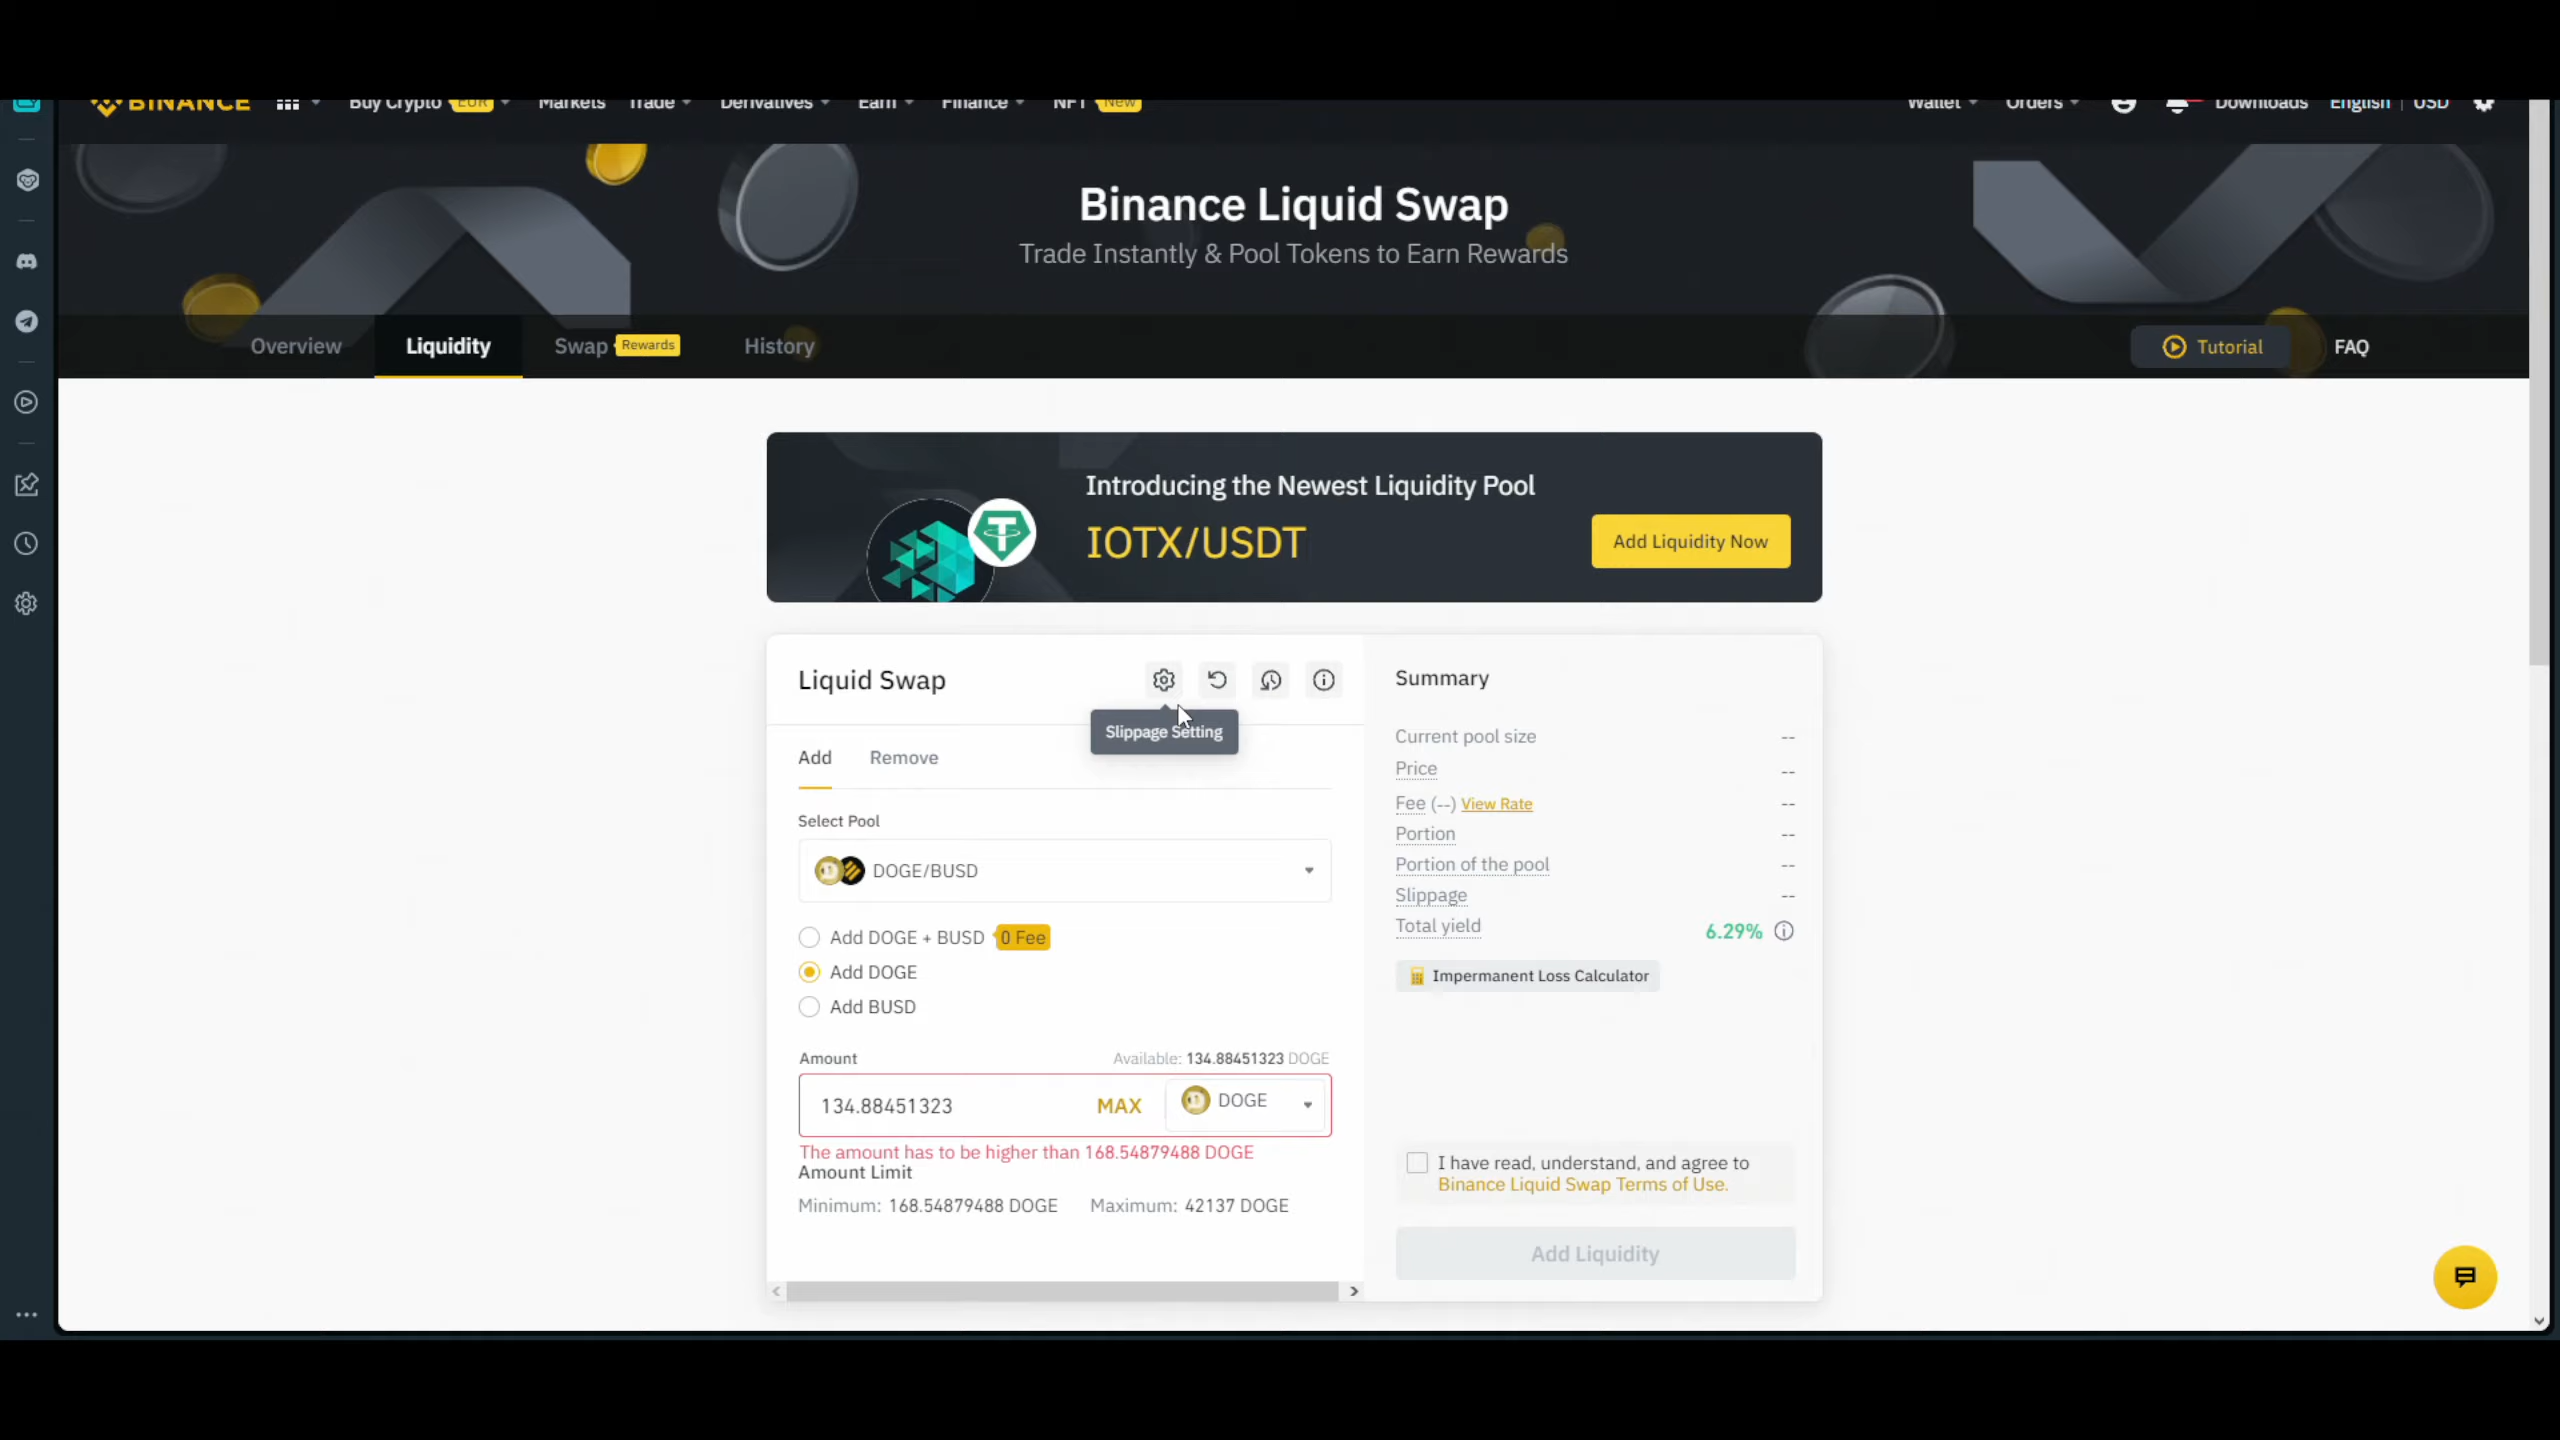 BINANCE Buy Crypto EUR Markets Trade Derivatives Earn Finance NFT New Wallet Orders Downloads English | USD
Binance Liquid Swap
Trade Instantly & Pool Tokens to Earn Rewards
Overview Liquidity Swap Rewards History Tutorial FAQ
Introducing the Newest Liquidity Pool
IOTX/USDT
Add Liquidity Now
Liquid Swap
Slippage Setting
Add Remove
Select Pool
DOGE/BUSD
Add DOGE + BUSD 0 Fee
Add DOGE
Add BUSD
Amount Available: 134.88451323 DOGE
134.88451323 MAX DOGE
The amount has to be higher than 168.54879488 DOGE
Amount Limit
Minimum: 168.54879488 DOGE Maximum: 42137 DOGE
Summary
Current pool size --
Price --
Fee (--) View Rate --
Portion --
Portion of the pool --
Slippage --
Total yield 6.29%
Impermanent Loss Calculator
I have read, understand, and agree to
Binance Liquid Swap Terms of Use.
Add Liquidity